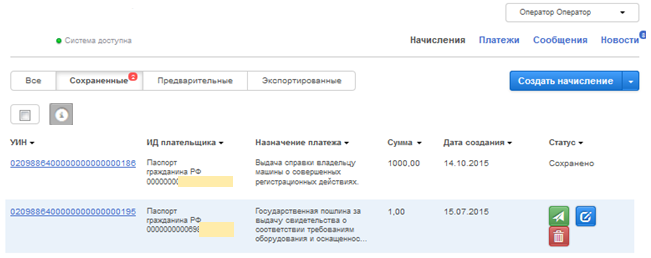 Оператор Оператор
Система доступна
Начисления Платежи Сообщения Новости
Все Сохраненные Предварительные Экспортированные Создать начисление
УИН ИД плательщика Назначение платежа Сумма Дата создания Статус
0209886400000000000000186 Паспорт Выдача справки владельцу 1000,00 14.10.2015 Сохранено
гражданина РФ машины о совершенных
регистрационных действиях.
0209886400000000000000195 Паспорт Государственная пошлина за 1,00 15.07.2015
гражданина РФ выдачу свидетельства о
соответствии требованиям
оборудования и оснащеннос...